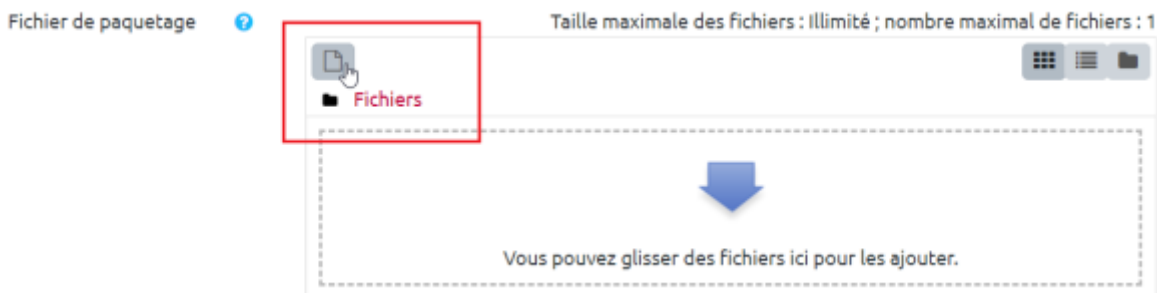 Fichier de paquetage
Taille maximale des fichiers : Illimité ; nombre maximal de fichiers : 1
Fichiers
Vous pouvez glisser des fichiers ici pour les ajouter.